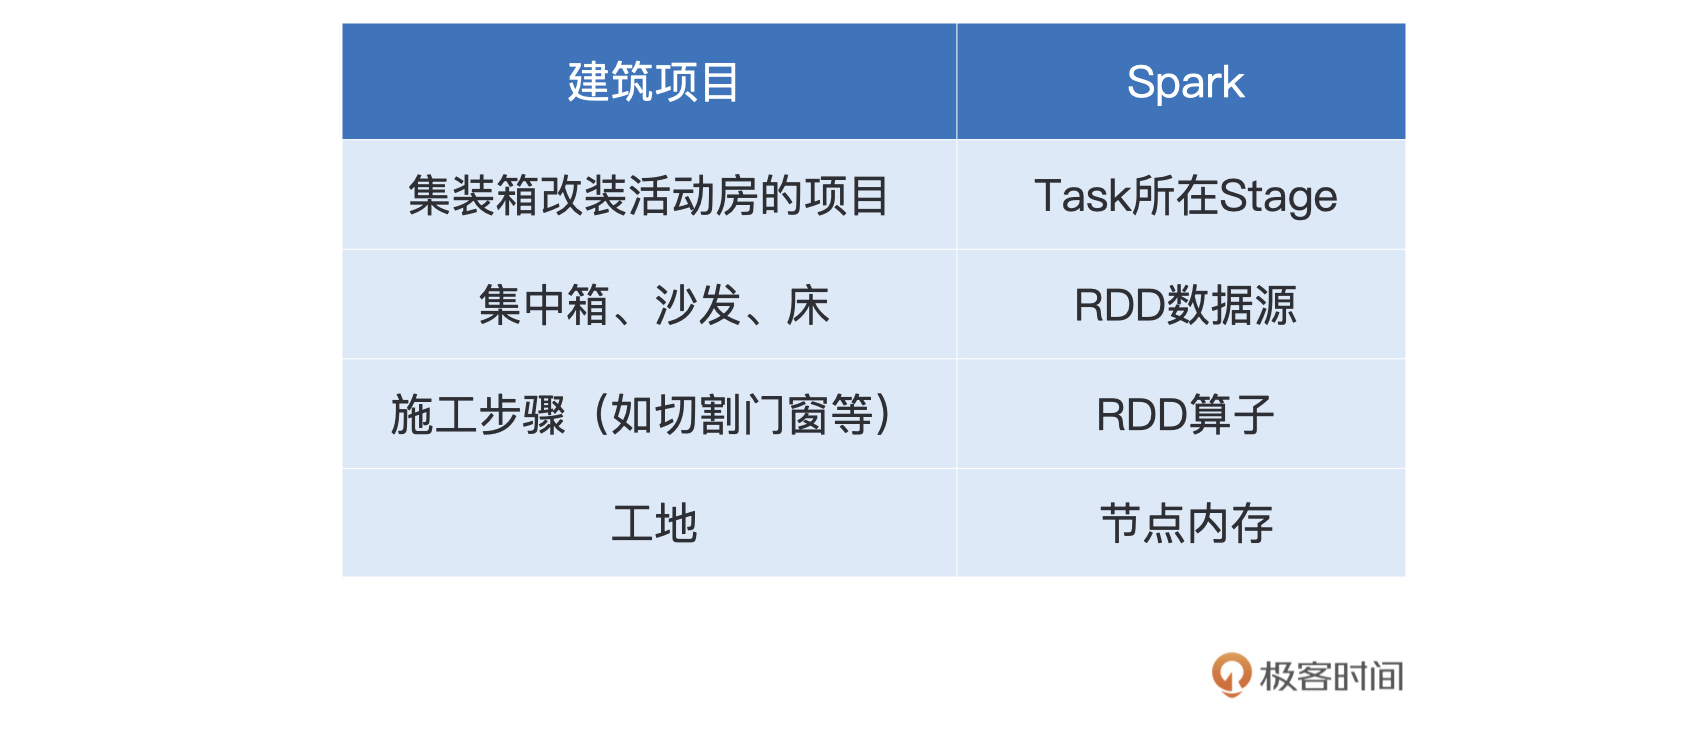 建筑项目 Spark
集装箱改装活动房的项目 Task所在Stage
集中箱、沙发、床 RDD数据源
施工步骤（如切割门窗等） RDD算子
工地 节点内存
极客时间